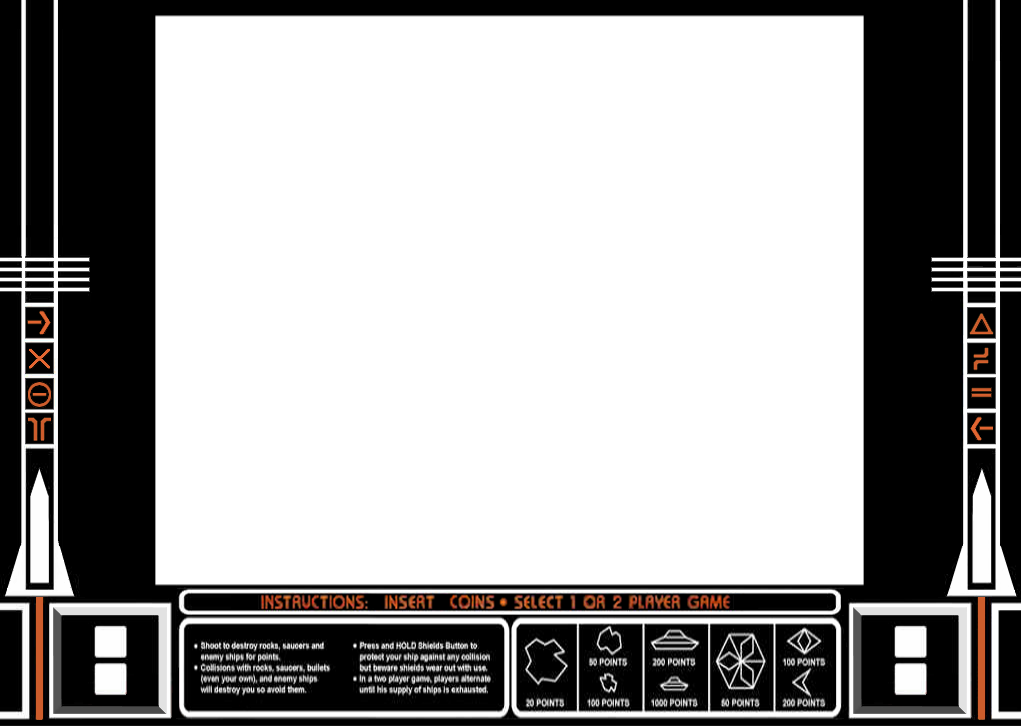 INSTRUCTIONS: INSERT COINS • SELECT 1 OR 2 PLAYER GAME
• Shoot to destroy rocks, saucers and
enemy ships for points.
• Collisions with rocks, saucers, bullets
(even your own), and enemy ships
will destroy you so avoid them.
• Press and HOLD Shields Button to
protect your ship against any collision
but beware shields wear out with use.
• In a two player game, players alternate
until his supply of ships is exhausted.
20 POINTS
50 POINTS
100 POINTS
200 POINTS
1000 POINTS
50 POINTS
100 POINTS
200 POINTS